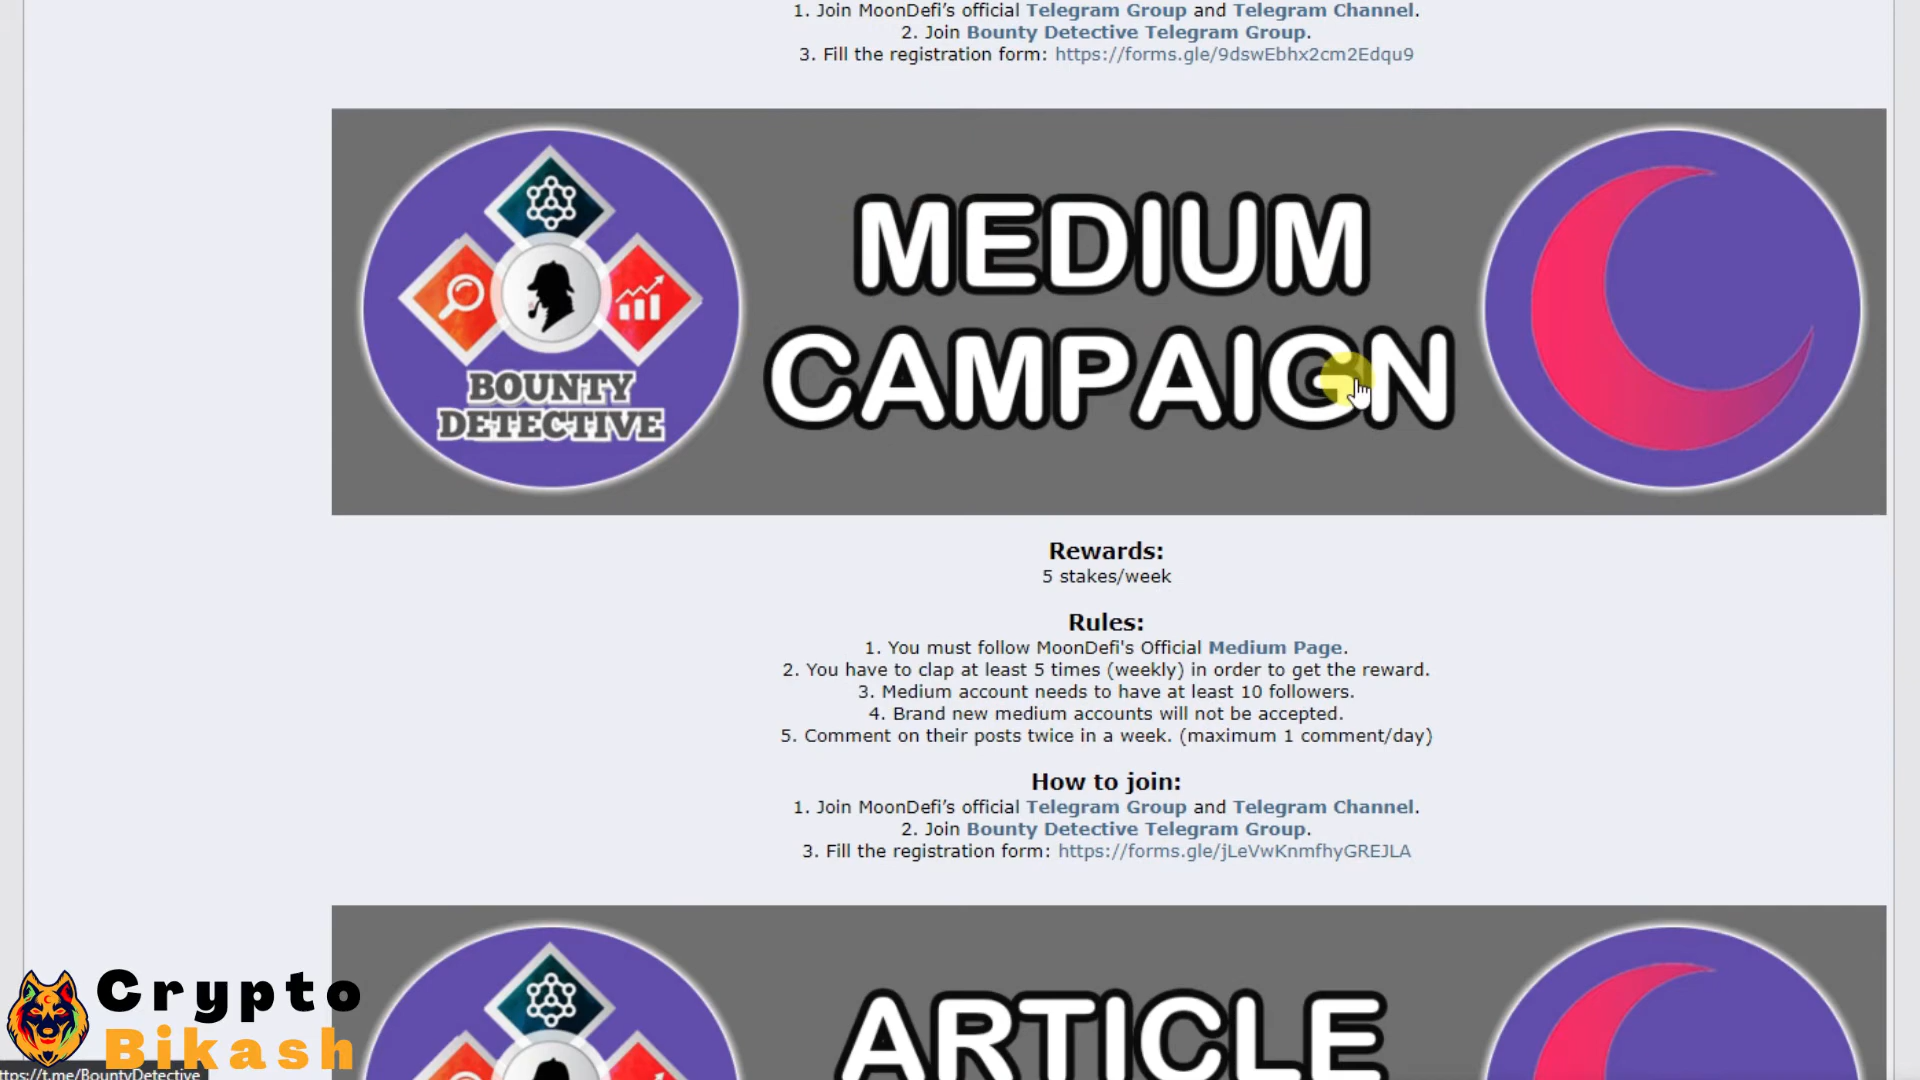 1. Join MoonDefi’s official Telegram Group and Telegram Channel.
2. Join Bounty Detective Telegram Group.
3. Fill the registration form: https://forms.gle/9dswEbhx2cm2Edqu9
BOUNTY
DETECTIVE
MEDIUM
CAMPAIGN
Rewards:
5 stakes/week
Rules:
1. You must follow MoonDefi's Official Medium Page.
2. You have to clap at least 5 times (weekly) in order to get the reward.
3. Medium account needs to have at least 10 followers.
4. Brand new medium accounts will not be accepted.
5. Comment on their posts twice in a week. (maximum 1 comment/day)
How to join:
1. Join MoonDefi’s official Telegram Group and Telegram Channel.
2. Join Bounty Detective Telegram Group.
3. Fill the registration form: https://forms.gle/jLeVwKnmfhyGREJLA
ARTICLE
Crypto
Bikash
ttps://t.me/BountyDetective